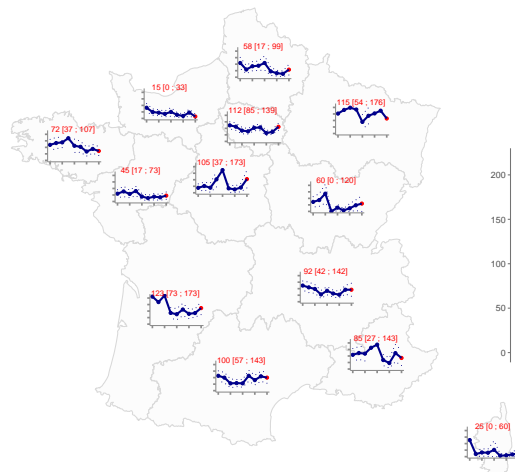 58 [17 ; 99]
15 [0 ; 33]
112 [85 ; 139]
115 [54 ; 176]
72 [37 ; 107]
105 [37 ; 173]
45 [17 ; 73]
60 [0 ; 120]
200
150
100
50
0
92 [42 ; 142]
123 [73 ; 173]
85 [27 ; 143]
100 [57 ; 143]
25 [0 ; 60]